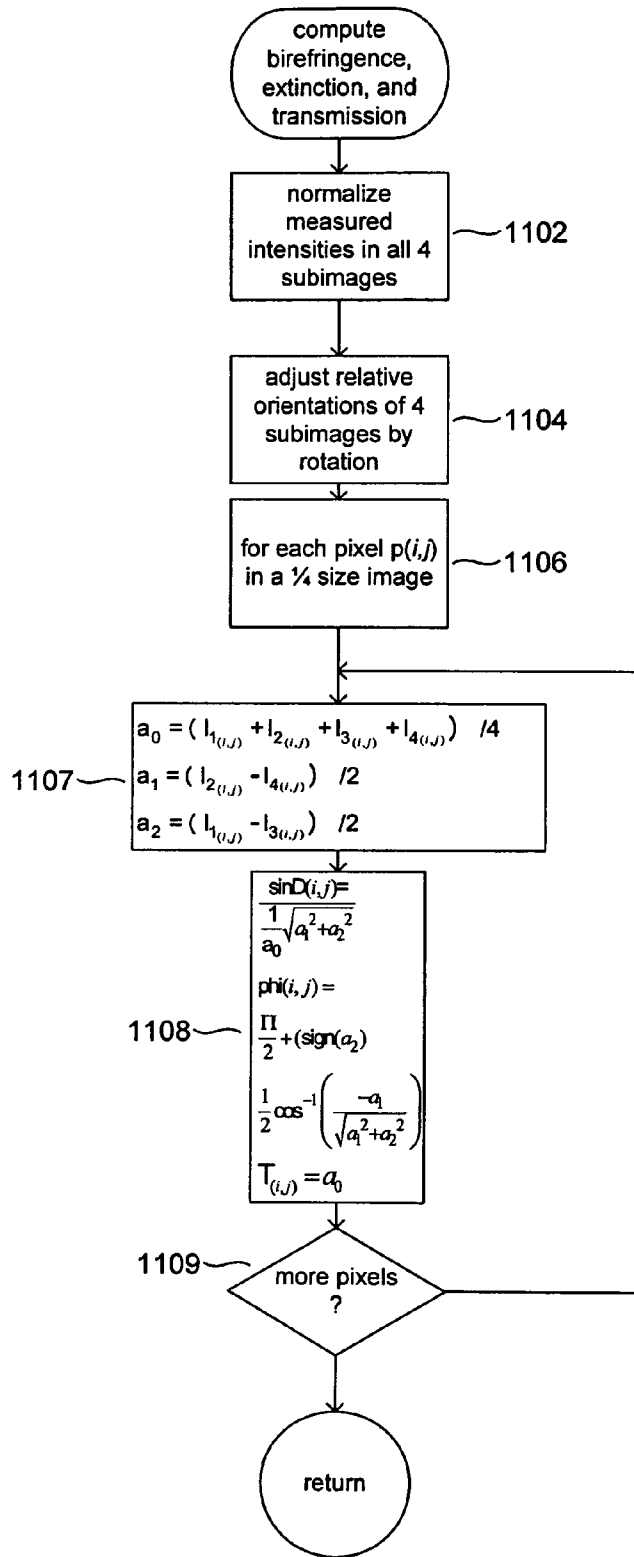 compute
birefringence,
extinction, and
transmission
normalize
measured
intensities in all 4
subimages
1102
adjust relative
orientations of 4
subimages by
rotation
1104
for each pixel p(i,j)
in a ¼ size image
1106
a₀ = ( I₁₍ᵢ,ⱼ₎ + I₂₍ᵢ,ⱼ₎ + I₃₍ᵢ,ⱼ₎ + I₄₍ᵢ,ⱼ₎ ) /4
a₁ = ( I₂₍ᵢ,ⱼ₎ - I₄₍ᵢ,ⱼ₎ ) /2
a₂ = ( I₁₍ᵢ,ⱼ₎ - I₃₍ᵢ,ⱼ₎ ) /2
1107
sinD(i,j)=
1/a₀ √(a₁²+a₂²)
phi(i, j) =
Π/2 +(sign(a₂)
1/2 cos⁻¹(-a₁/√(a₁²+a₂²))
T₍ᵢ,ⱼ₎ = a₀
1108
1109
more pixels
?
return